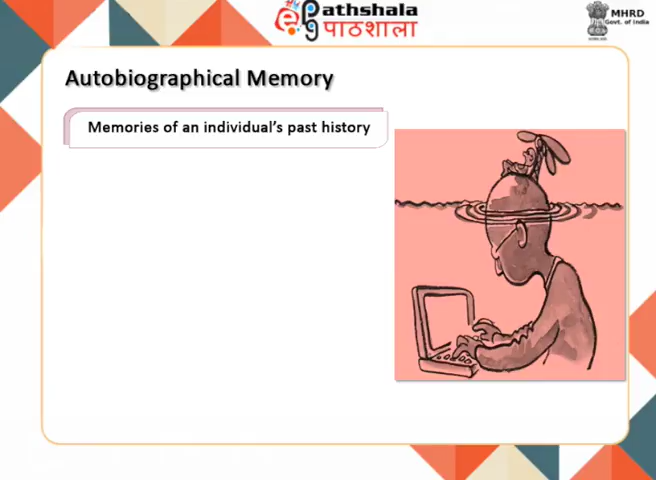 ePathshala
पाठशाला
MHRD
Govt. of India
Autobiographical Memory
Memories of an individual's past history